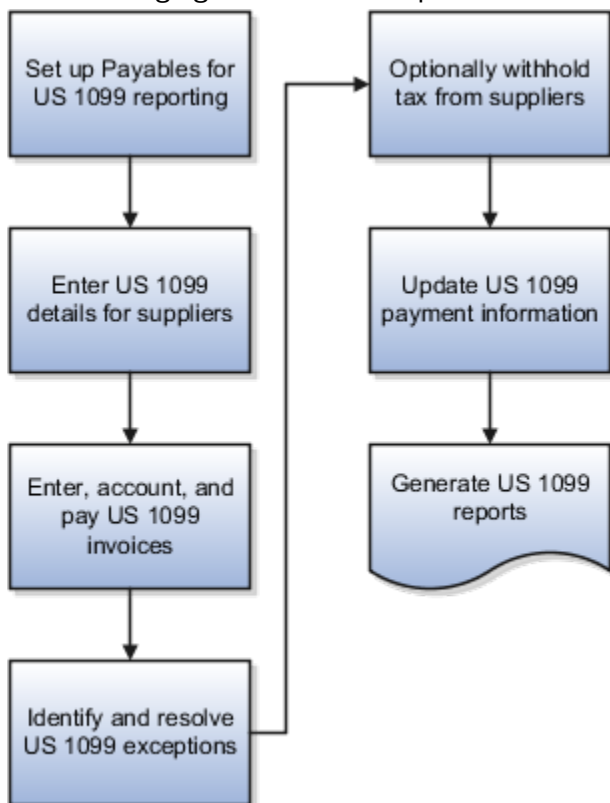 Set up Payables for
US 1099 reporting
Enter US 1099
details for suppliers
Enter, account, and
pay US 1099
invoices
Identify and resolve
US 1099 exceptions
Optionally withhold
tax from suppliers
Update US 1099
payment information
Generate US 1099
reports